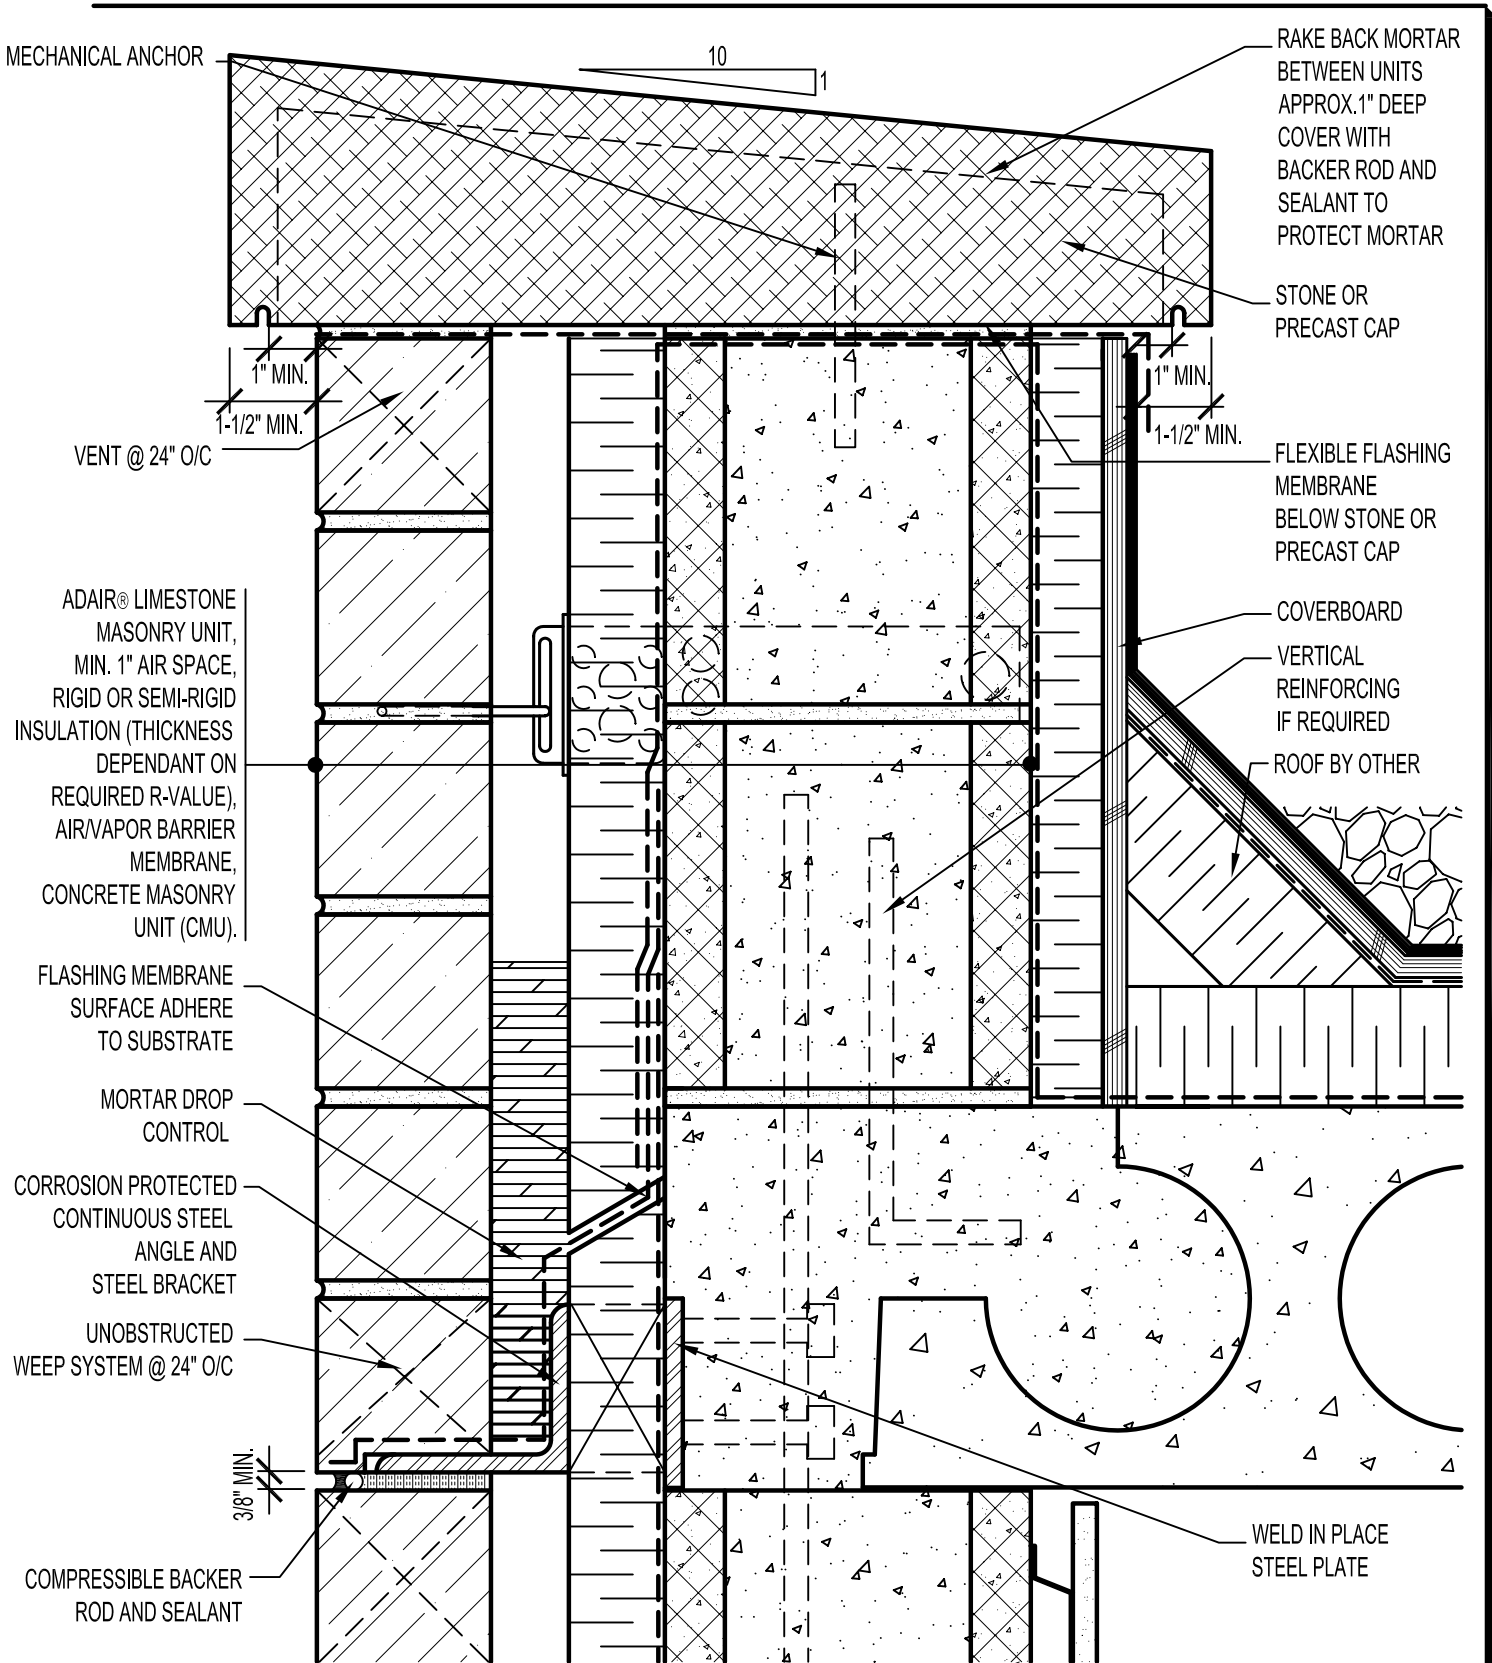 MECHANICAL ANCHOR
10
1
RAKE BACK MORTAR
BETWEEN UNITS
APPROX.1" DEEP
COVER WITH
BACKER ROD AND
SEALANT TO
PROTECT MORTAR
STONE OR
PRECAST CAP
1" MIN.
1-1/2" MIN.
VENT @ 24" O/C
1" MIN.
1-1/2" MIN.
FLEXIBLE FLASHING
MEMBRANE
BELOW STONE OR
PRECAST CAP
ADAIR® LIMESTONE
MASONRY UNIT,
MIN. 1" AIR SPACE,
RIGID OR SEMI-RIGID
INSULATION (THICKNESS
DEPENDANT ON
REQUIRED R-VALUE),
AIR/VAPOR BARRIER
MEMBRANE,
CONCRETE MASONRY
UNIT (CMU).
COVERBOARD
VERTICAL
REINFORCING
IF REQUIRED
ROOF BY OTHER
FLASHING MEMBRANE
SURFACE ADHERE
TO SUBSTRATE
MORTAR DROP
CONTROL
CORROSION PROTECTED
CONTINUOUS STEEL
ANGLE AND
STEEL BRACKET
UNOBSTRUCTED
WEEP SYSTEM @ 24" O/C
3/8" MIN.
COMPRESSIBLE BACKER
ROD AND SEALANT
WELD IN PLACE
STEEL PLATE